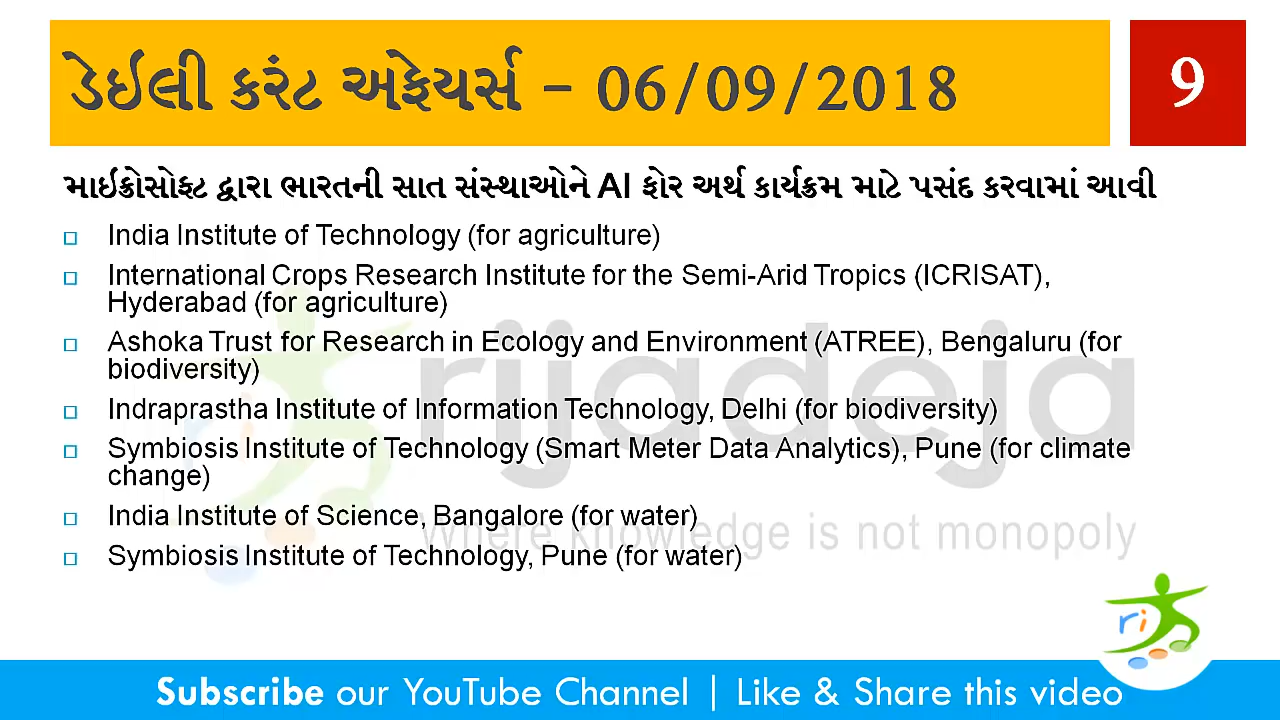 ડેઈલી કરંટ અફેયર્સ – 06/09/2018
9
માઈક્રોસોફ્ટ દ્વારા ભારતની સાત સંસ્થાઓને AI ફોર અર્થ કાર્યક્રમ માટે પસંદ કરવામાં આવી
India Institute of Technology (for agriculture)
International Crops Research Institute for the Semi-Arid Tropics (ICRISAT),
Hyderabad (for agriculture)
Ashoka Trust for Research in Ecology and Environment (ATREE), Bengaluru (for
biodiversity)
Indraprastha Institute of Information Technology, Delhi (for biodiversity)
Symbiosis Institute of Technology (Smart Meter Data Analytics), Pune (for climate
change)
India Institute of Science, Bangalore (for water)
Symbiosis Institute of Technology, Pune (for water)
rijadeja
Where knowledge is not monopoly
ri
Subscribe our YouTube Channel | Like & Share this video